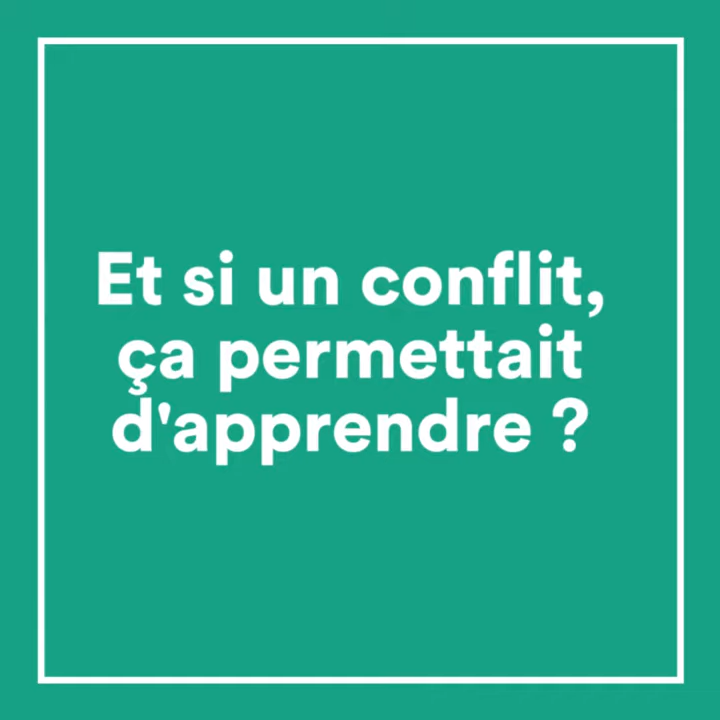 Et si un conflit,
ça permettait
d'apprendre ?